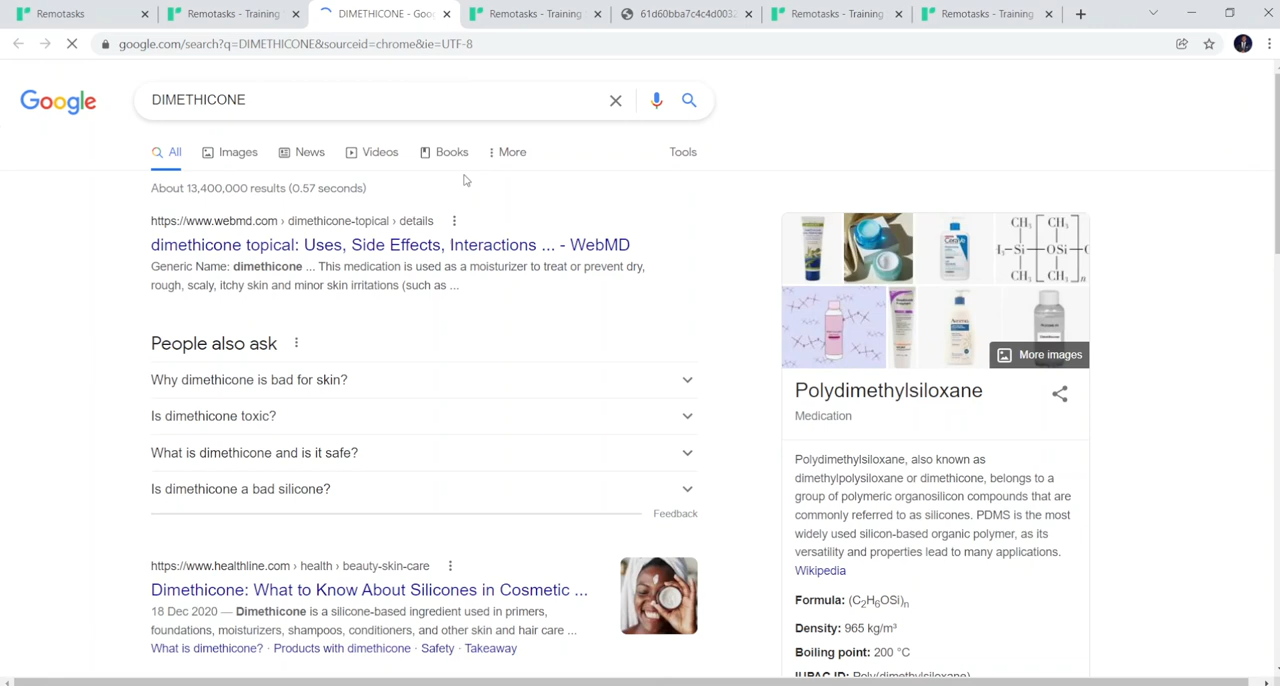 Remotasks
Remotasks - Training
DIMETHICONE - Goo
Remotasks - Training
61d60bba7c4c4d003
Remotasks - Training
Remotasks - Training
google.com/search?q=DIMETHICONE&sourceid=chrome&ie=UTF-8
Google
DIMETHICONE
All Images News Videos Books More Tools
About 13,400,000 results (0.57 seconds)
https://www.webmd.com › dimethicone-topical › details
dimethicone topical: Uses, Side Effects, Interactions ... - WebMD
Generic Name: dimethicone ... This medication is used as a moisturizer to treat or prevent dry,
rough, scaly, itchy skin and minor skin irritations (such as ...
People also ask
Why dimethicone is bad for skin?
Is dimethicone toxic?
What is dimethicone and is it safe?
Is dimethicone a bad silicone?
Feedback
https://www.healthline.com › health › beauty-skin-care
Dimethicone: What to Know About Silicones in Cosmetic ...
18 Dec 2020 — Dimethicone is a silicone-based ingredient used in primers,
foundations, moisturizers, shampoos, conditioners, and other skin and hair care ...
What is dimethicone? · Products with dimethicone · Safety · Takeaway
CH₃ CH₃
Si—OSi
CH₃ CH₃ n
CeraVe
Aveeno
More images
Polydimethylsiloxane
Medication
Polydimethylsiloxane, also known as
dimethylpolysiloxane or dimethicone, belongs to a
group of polymeric organosilicon compounds that are
commonly referred to as silicones. PDMS is the most
widely used silicon-based organic polymer, as its
versatility and properties lead to many applications.
Wikipedia
Formula: (C₂H₆OSi)ₙ
Density: 965 kg/m³
Boiling point: 200 °C
IUPAC ID: Poly(dimethylsiloxane)